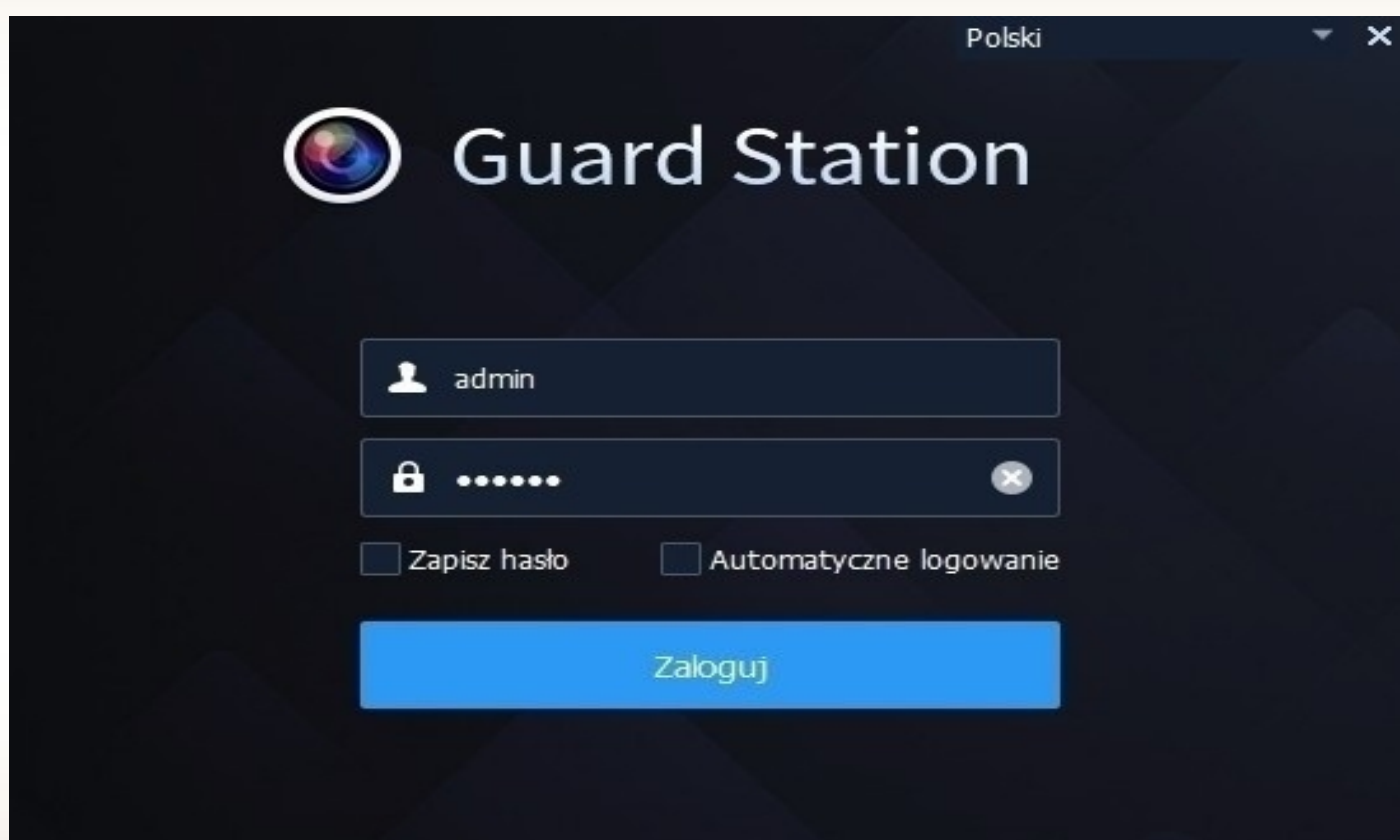 Polski
Guard Station
admin
••••••
Zapisz hasło
Automatyczne logowanie
Zaloguj